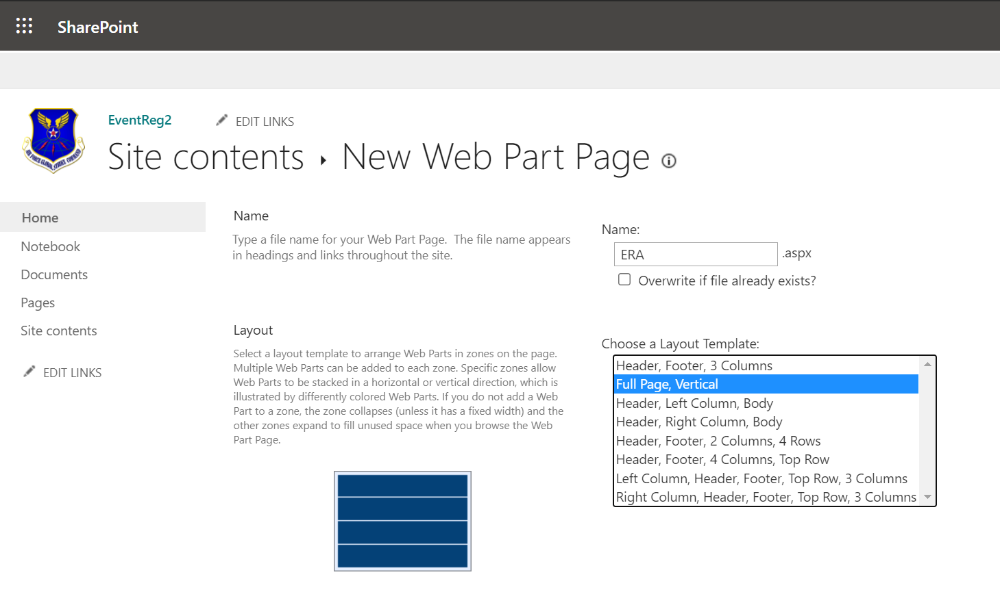 SharePoint
EventReg2
EDIT LINKS
Site contents ▸ New Web Part Page
Home
Notebook
Documents
Pages
Site contents
EDIT LINKS
Name
Type a file name for your Web Part Page.  The file name appears
in headings and links throughout the site.
Name:
ERA
.aspx
Overwrite if file already exists?
Layout
Select a layout template to arrange Web Parts in zones on the page.
Multiple Web Parts can be added to each zone. Specific zones allow
Web Parts to be stacked in a horizontal or vertical direction, which is
illustrated by differently colored Web Parts. If you do not add a Web
Part to a zone, the zone collapses (unless it has a fixed width) and the
other zones expand to fill unused space when you browse the Web
Part Page.
Choose a Layout Template:
Header, Footer, 3 Columns
Full Page, Vertical
Header, Left Column, Body
Header, Right Column, Body
Header, Footer, 2 Columns, 4 Rows
Header, Footer, 4 Columns, Top Row
Left Column, Header, Footer, Top Row, 3 Columns
Right Column, Header, Footer, Top Row, 3 Columns
AIR FORCE GLOBAL STRIKE COMMAND